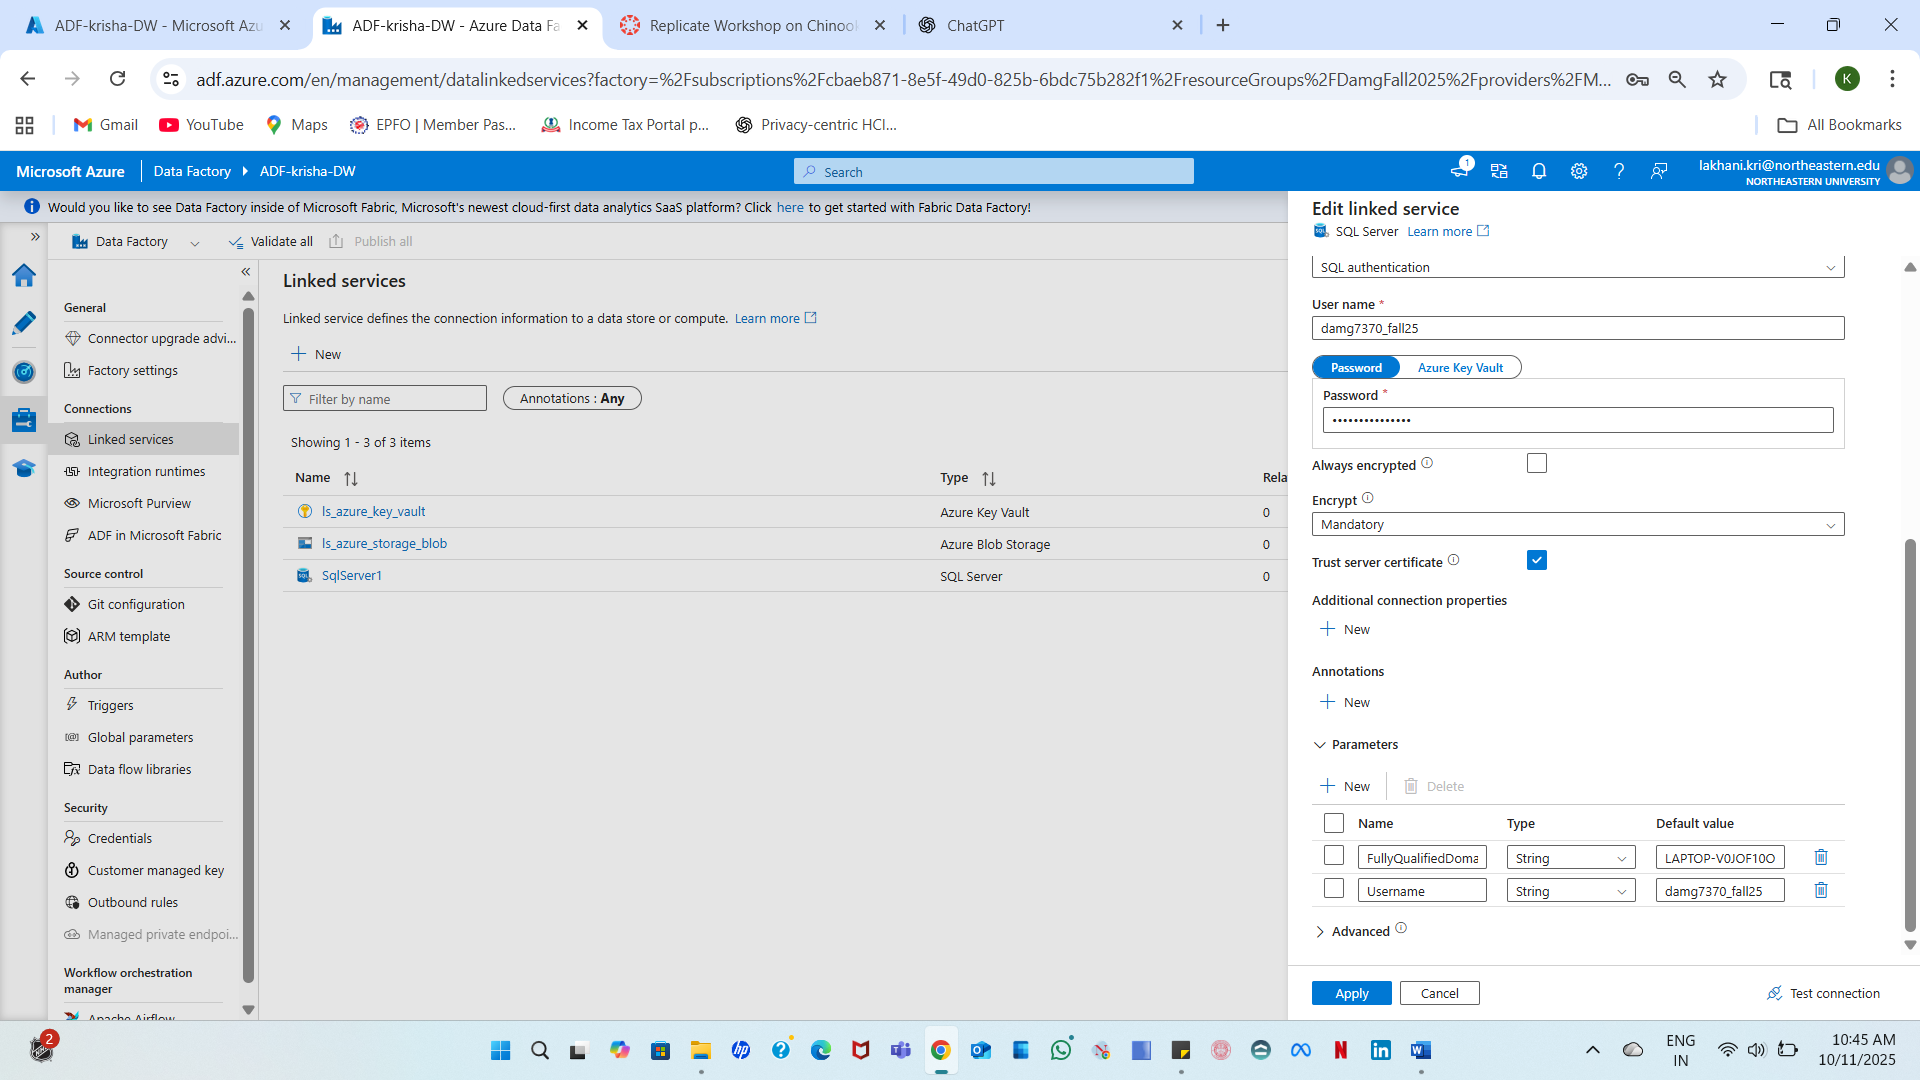 ADF-krisha-DW - Microsoft Azu
ADF-krisha-DW - Azure Data Fa
Replicate Workshop on Chinook
ChatGPT
adf.azure.com/en/management/datalinkedservices?factory=%2Fsubscriptions%2Fcbaeb871-8e5f-49d0-825b-6bdc75b282f1%2FresourceGroups%2FDamgFall2025%2Fproviders%2FM...
K
Gmail
YouTube
Maps
EPFO | Member Pas...
Income Tax Portal p...
Privacy-centric HCI...
All Bookmarks
Microsoft Azure
Data Factory
ADF-krisha-DW
Search
1
lakhani.kri@northeastern.edu
NORTHEASTERN UNIVERSITY
Would you like to see Data Factory inside of Microsoft Fabric, Microsoft's newest cloud-first data analytics SaaS platform? Click here to get started with Fabric Data Factory!
Data Factory
Validate all
Publish all
General
Connector upgrade advi...
Factory settings
Connections
Linked services
Integration runtimes
Microsoft Purview
ADF in Microsoft Fabric
Source control
Git configuration
ARM template
Author
Triggers
Global parameters
Data flow libraries
Security
Credentials
Customer managed key
Outbound rules
Managed private endpoi...
Workflow orchestration
manager
Apache Airflow
Linked services
Linked service defines the connection information to a data store or compute. Learn more
New
Filter by name
Annotations : Any
Showing 1 - 3 of 3 items
Name Type Rela
ls_azure_key_vault Azure Key Vault 0
ls_azure_storage_blob Azure Blob Storage 0
SqlServer1 SQL Server 0
Edit linked service
SQL Server Learn more
SQL authentication
User name *
damg7370_fall25
Password Azure Key Vault
Password *
•••••••••••••••
Always encrypted
Encrypt
Mandatory
Trust server certificate
Additional connection properties
New
Annotations
New
Parameters
New Delete
Name Type Default value
FullyQualifiedDoma String LAPTOP-V0JOF10O
Username String damg7370_fall25
Advanced
Apply Cancel Test connection
2
ENG
IN
10:45 AM
10/11/2025